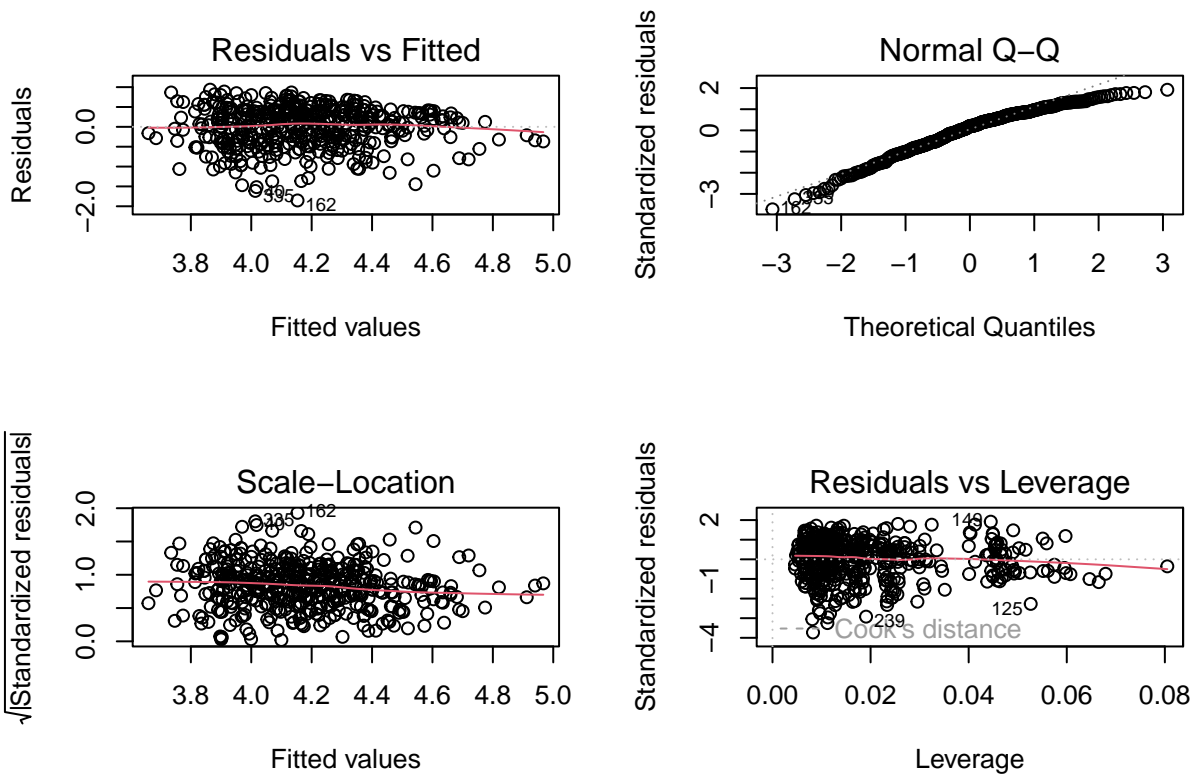 Residuals vs Fitted
Residuals
0.0
−2.0
335
162
3.8 4.0 4.2 4.4 4.6 4.8 5.0
Fitted values
Normal Q−Q
Standardized residuals
2
0
−3
162
−3 −2 −1 0 1 2 3
Theoretical Quantiles
Scale−Location
√|Standardized residuals|
2.0
1.0
0.0
335
162
3.8 4.0 4.2 4.4 4.6 4.8 5.0
Fitted values
Residuals vs Leverage
Standardized residuals
2
−1
−4
149
125
239
Cook's distance
0.00 0.02 0.04 0.06 0.08
Leverage